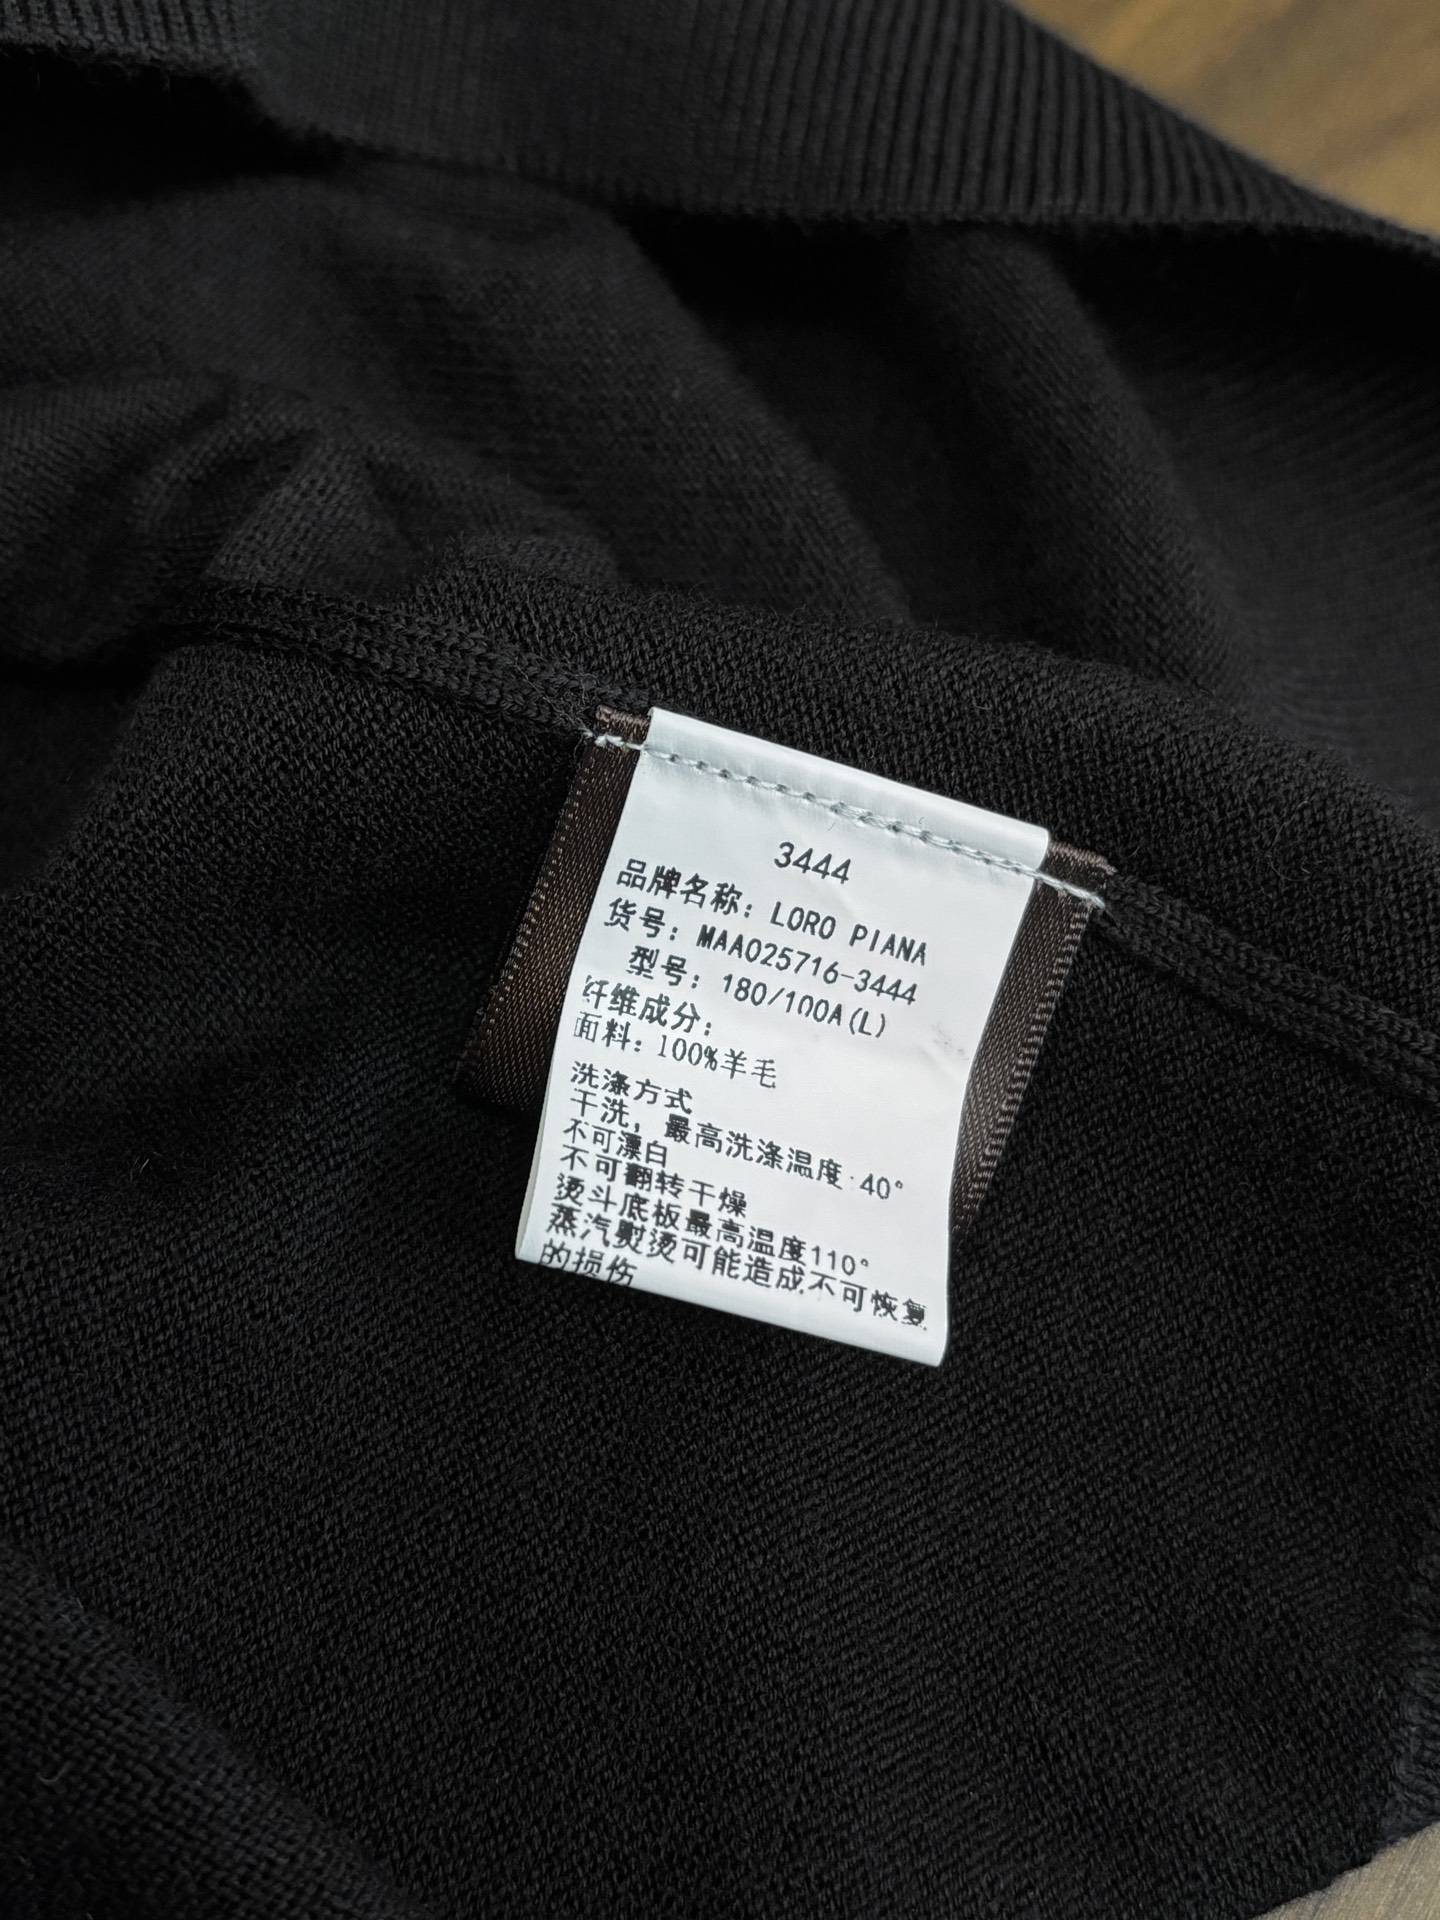 3444
品牌名称: LORO PIANA
货号: MAA025716-3444
型号: 180/100A(L)
纤维成分:
面料: 100%羊毛
洗涤方式
干洗, 最高洗涤温度:40°
不可漂白
不可翻转干燥
烫斗底板最高温度110°
蒸汽熨烫可能造成不可恢复
的损伤